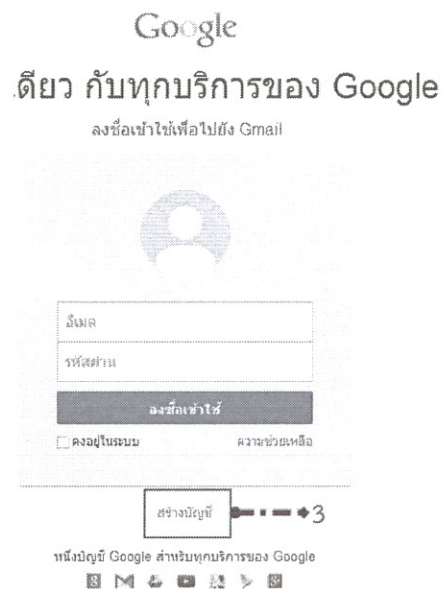 Google
ดียว กับทุกบริการของ Google
ลงชื่อเข้าใช้เพื่อไปยัง Gmail
อีเมล
รหัสผ่าน
ลงชื่อเข้าใช้
คงอยู่ในระบบ ความช่วยเหลือ
สร้างบัญชี 3
หนึ่งบัญชี Google สำหรับทุกบริการของ Google